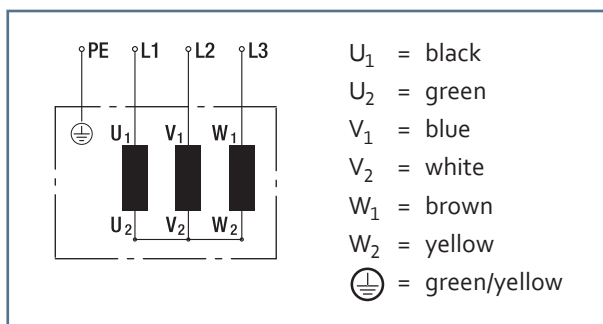 PE L1 L2 L3
U₁ V₁ W₁
U₂ V₂ W₂
U₁ = black
U₂ = green
V₁ = blue
V₂ = white
W₁ = brown
W₂ = yellow
⏚ = green/yellow